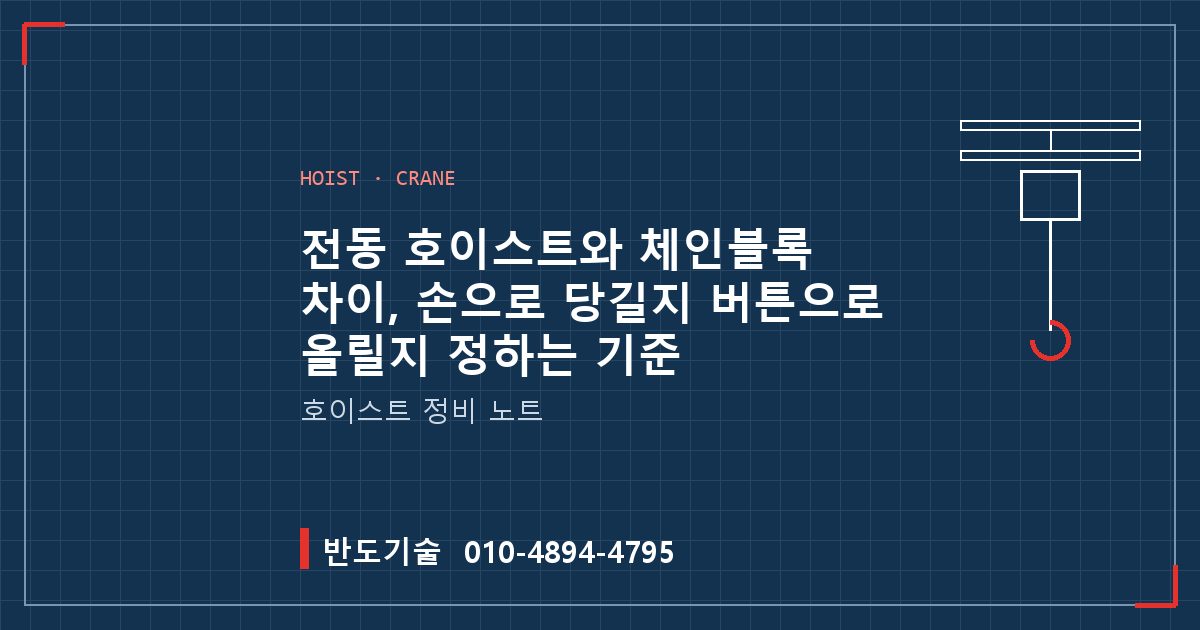 HOIST · CRANE
전동 호이스트와 체인블록
차이, 손으로 당길지 버튼으로
올릴지 정하는 기준
호이스트 정비 노트
반도기술 010-4894-4795